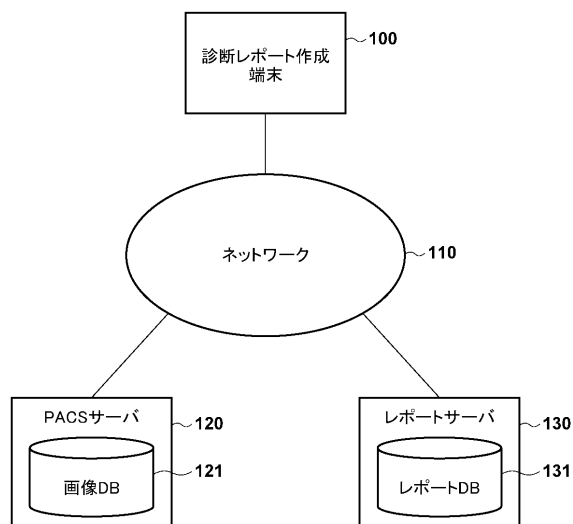 診断レポート作成
端末
100
ネットワーク
110
PACSサーバ
120
画像DB
121
レポートサーバ
130
レポートDB
131